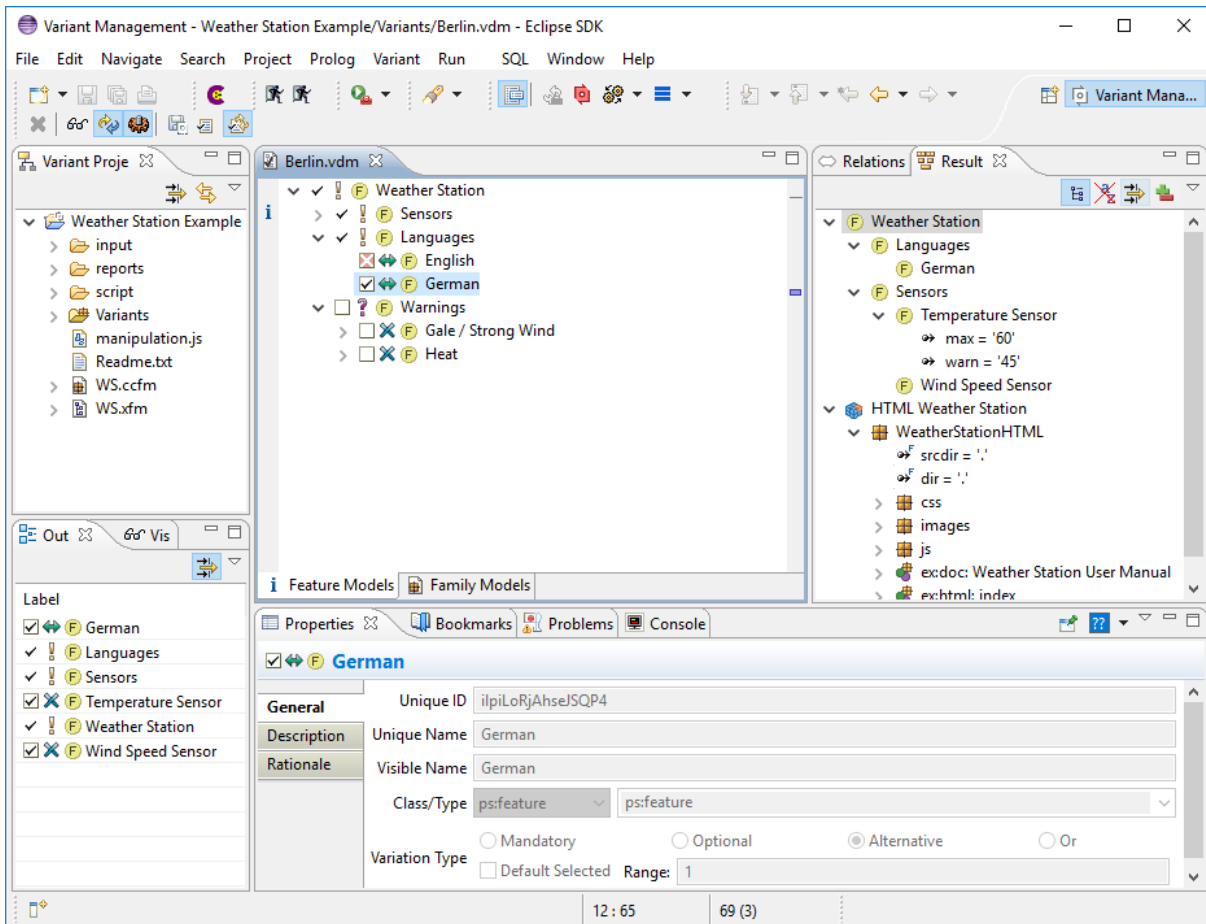 Variant Management - Weather Station Example/Variants/Berlin.vdm - Eclipse SDK
File Edit Navigate Search Project Prolog Variant Run SQL Window Help
Variant Mana...
Variant Proje
Weather Station Example
input
reports
script
Variants
manipulation.js
Readme.txt
WS.ccfm
WS.xfm
Berlin.vdm
Weather Station
Sensors
Languages
English
German
Warnings
Gale / Strong Wind
Heat
Feature Models Family Models
Relations Result
Weather Station
Languages
German
Sensors
Temperature Sensor
max = '60'
warn = '45'
Wind Speed Sensor
HTML Weather Station
WeatherStationHTML
srcdir = '.'
dir = '.'
css
images
js
ex:doc: Weather Station User Manual
ex:html: index
Out Vis
Label
German
Languages
Sensors
Temperature Sensor
Weather Station
Wind Speed Sensor
Properties Bookmarks Problems Console
German
General
Description
Rationale
Unique ID iIpiLoRjAhseJSQP4
Unique Name German
Visible Name German
Class/Type ps:feature ps:feature
Variation Type
Mandatory Optional Alternative Or
Default Selected Range: 1
12 : 65 69 (3)